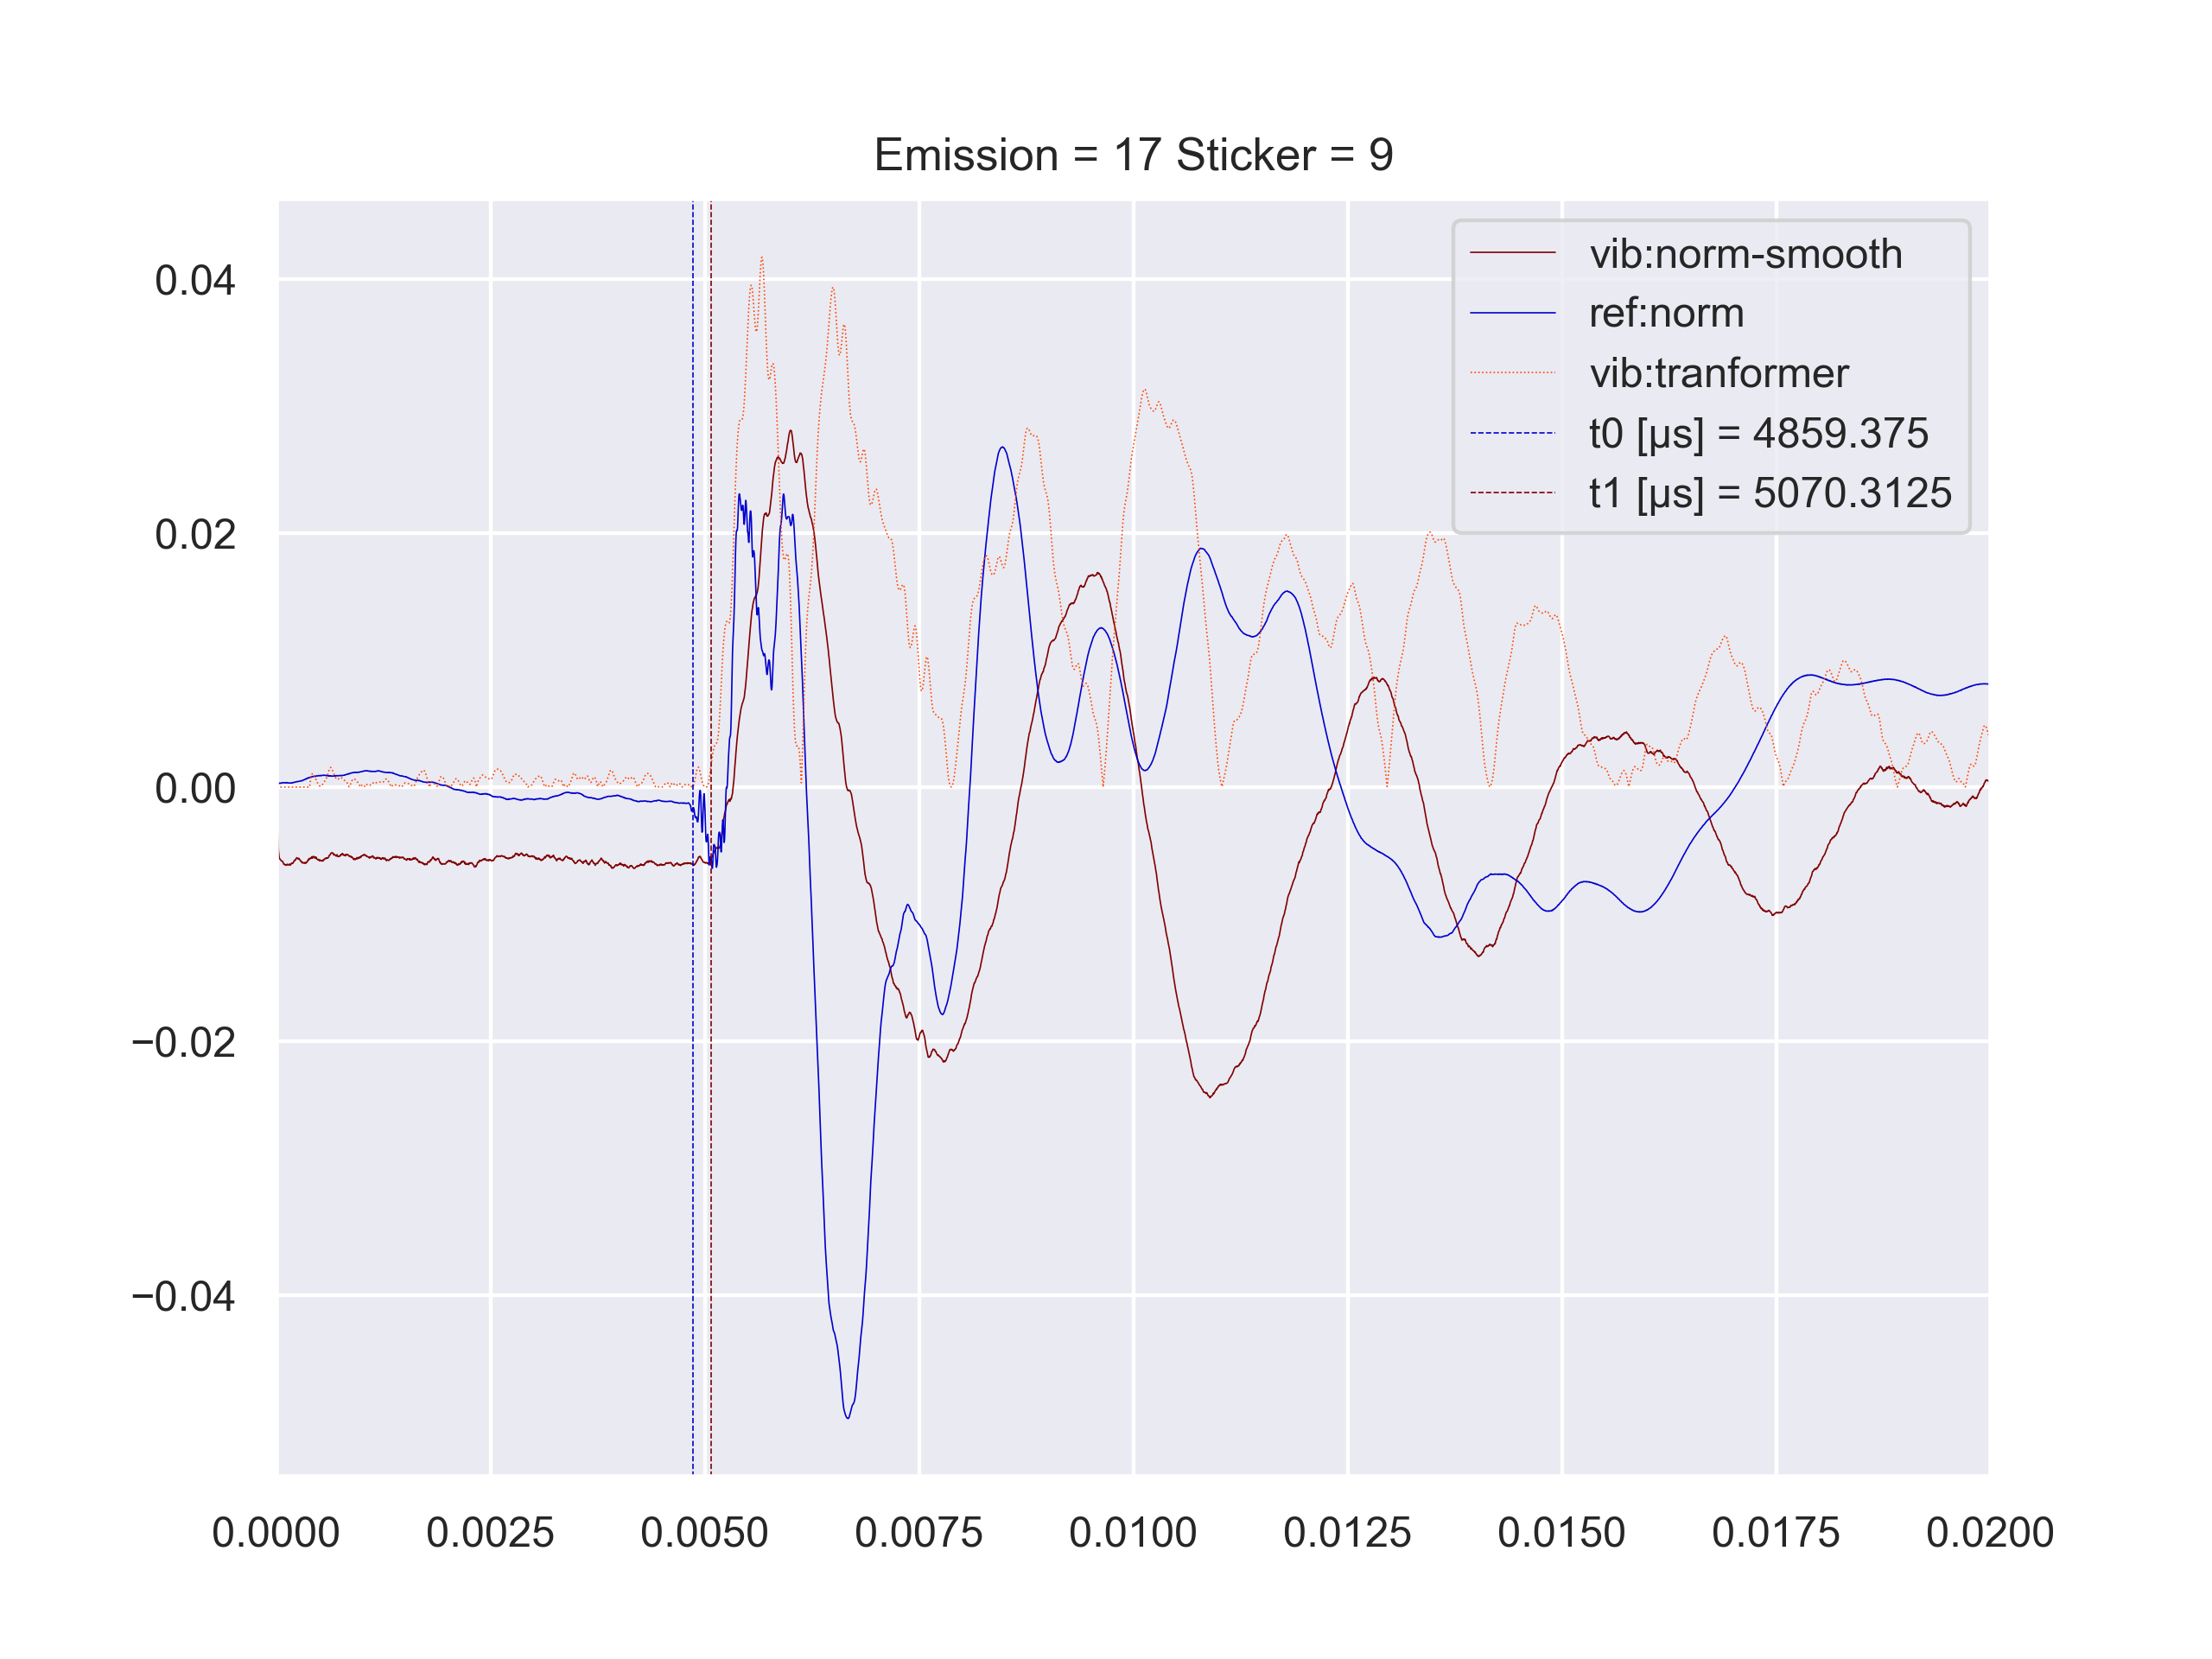 Emission = 17 Sticker = 9
vib:norm-smooth
ref:norm
vib:tranformer
t0 [µs] = 4859.375
t1 [µs] = 5070.3125
0.04
0.02
0.00
−0.02
−0.04
0.0000 0.0025 0.0050 0.0075 0.0100 0.0125 0.0150 0.0175 0.0200